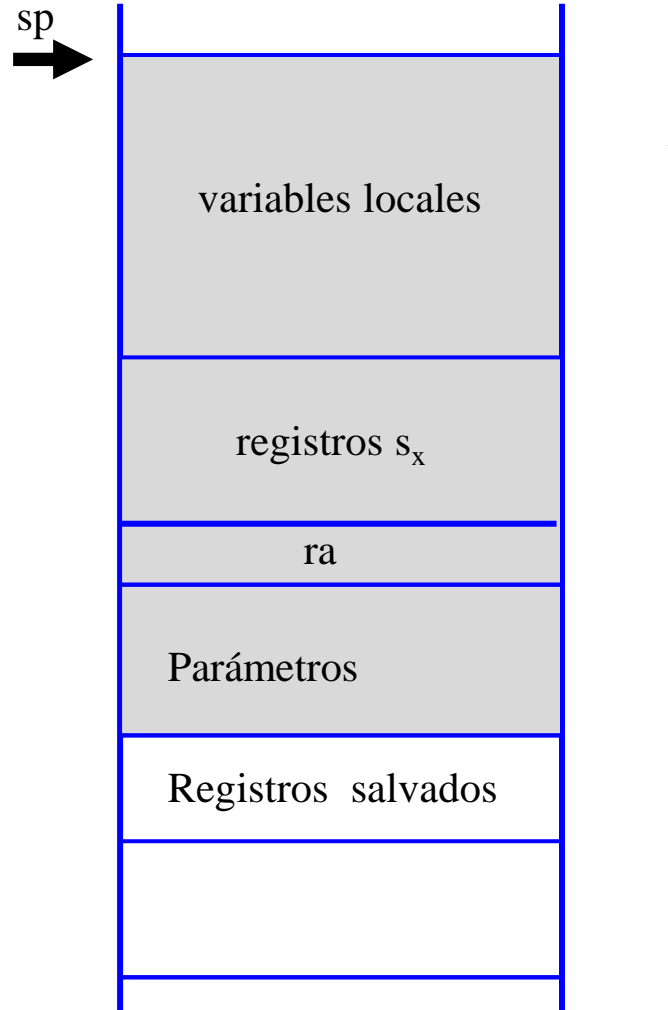 sp
variables locales
registros sx
ra
Parámetros
Registros salvados